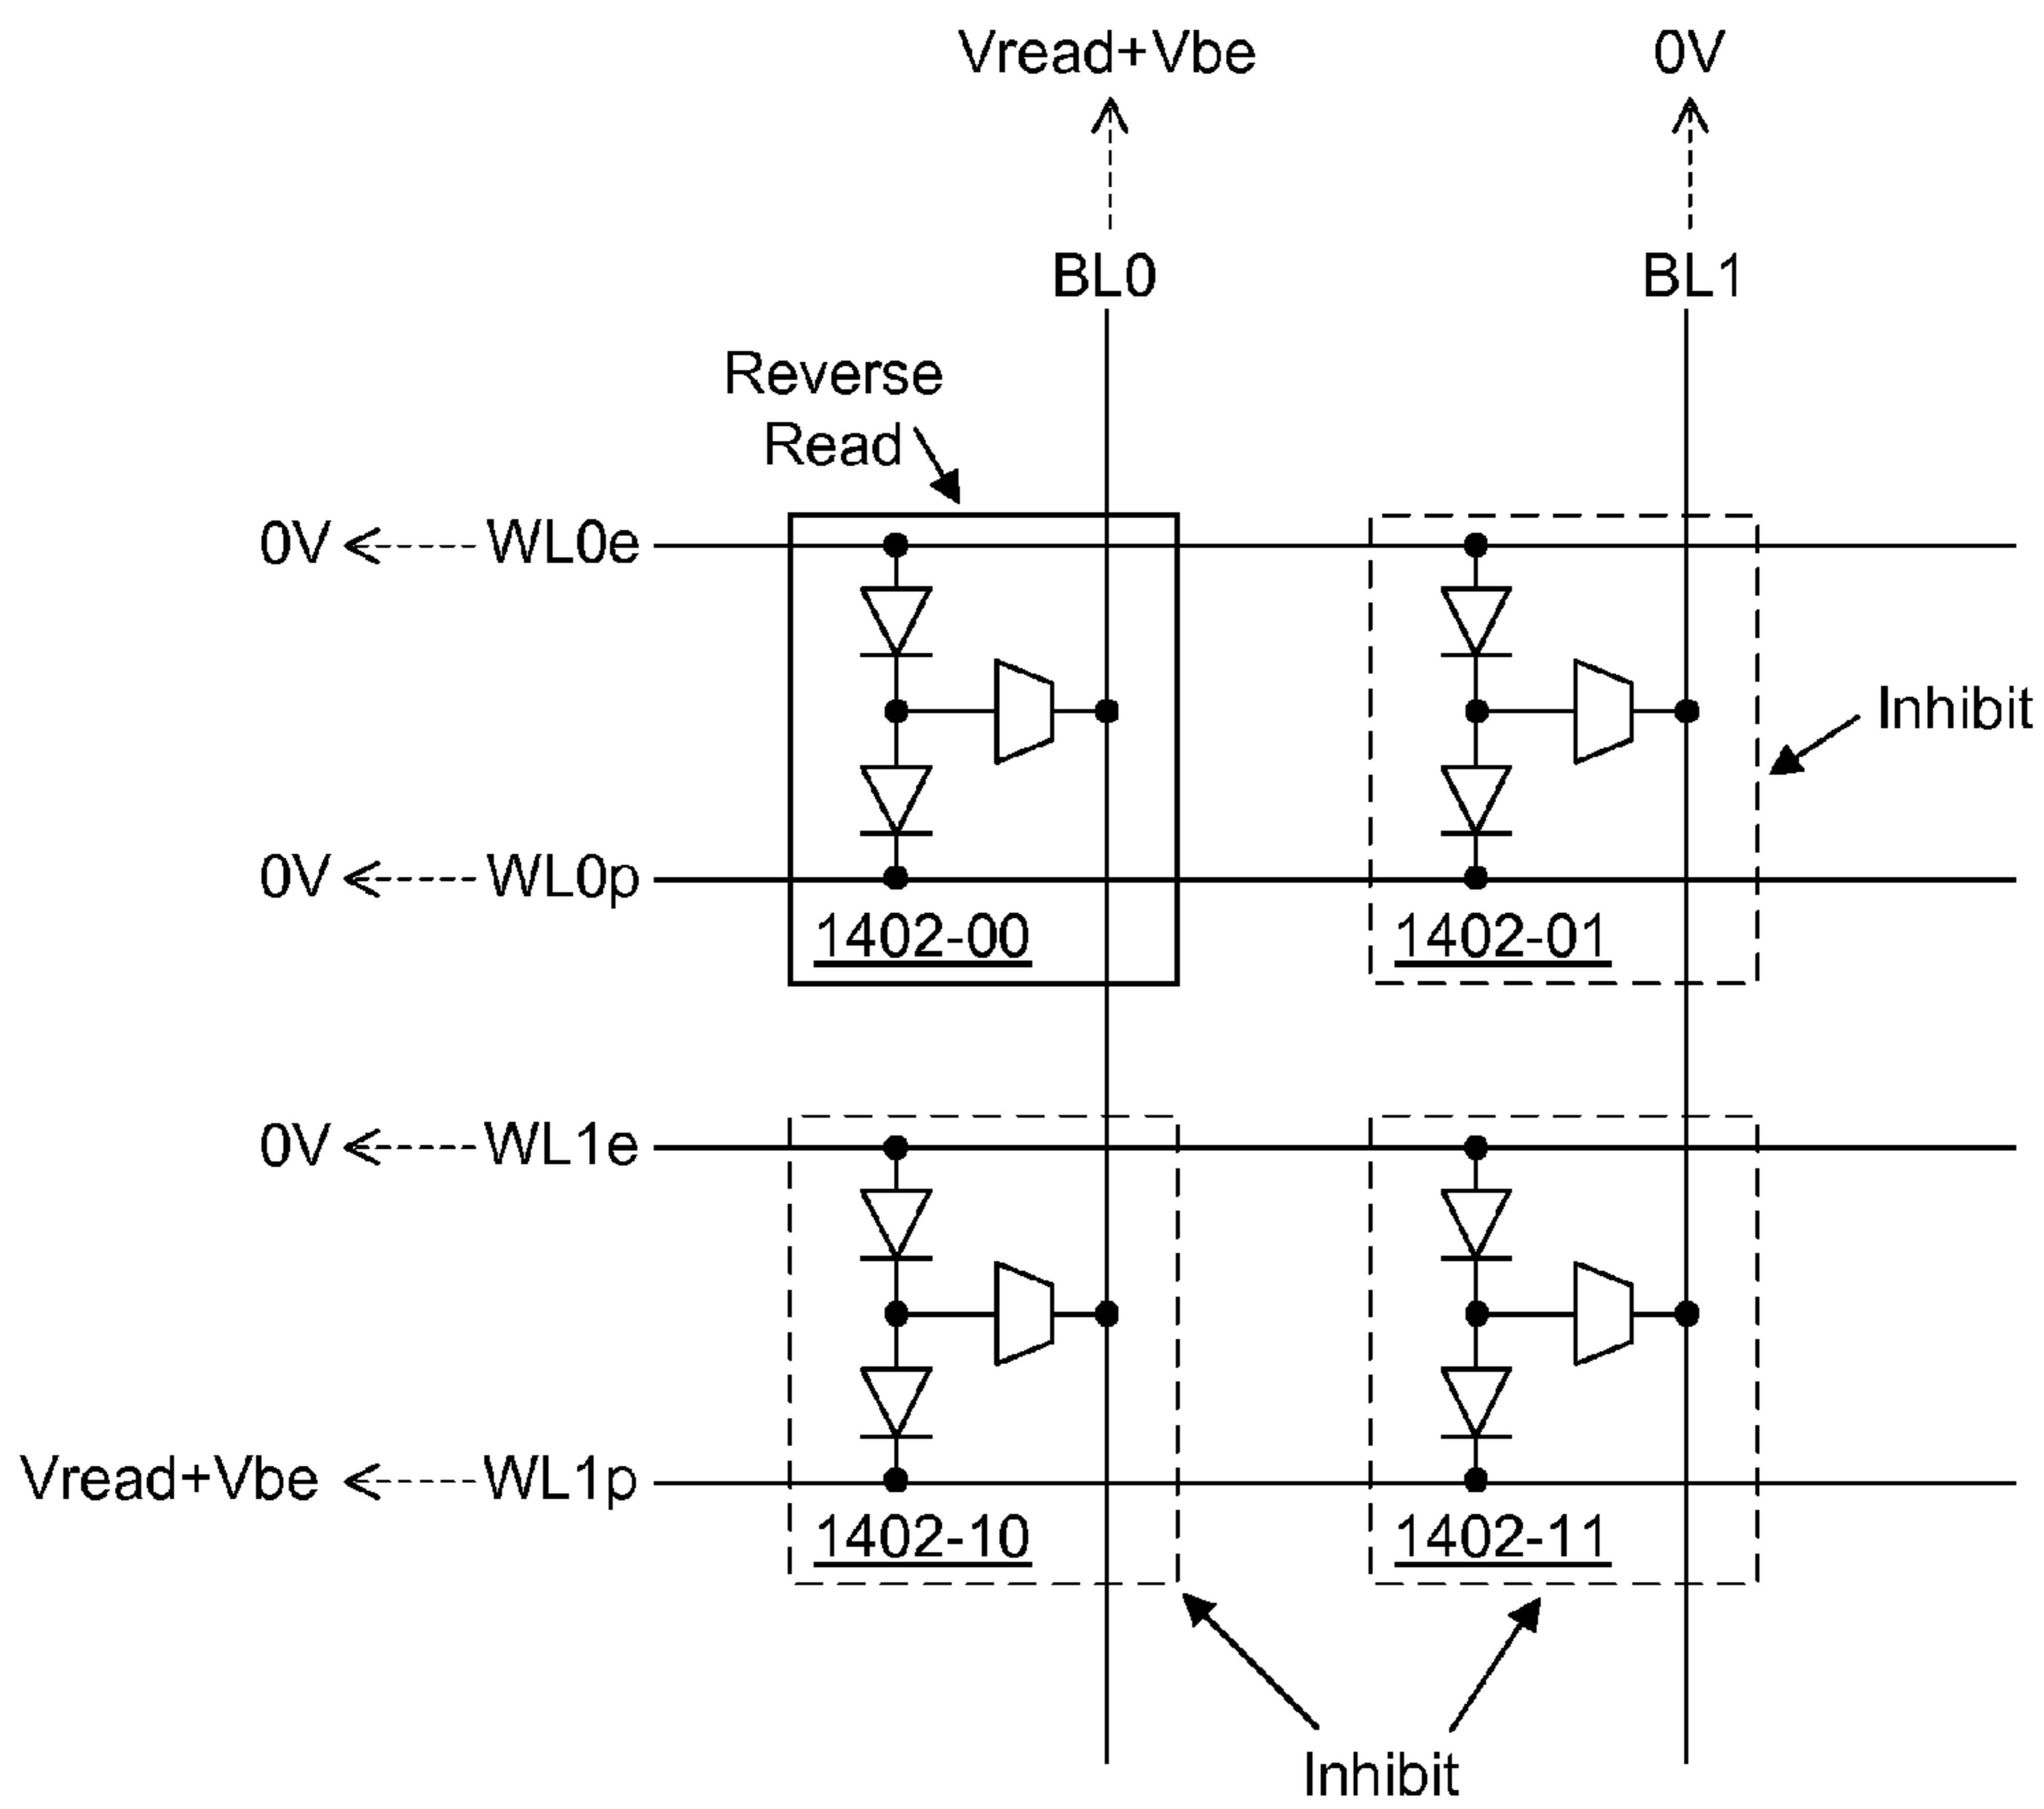 Vread+Vbe
0V
BL0
BL1
Reverse
Read
0V
WL0e
Inhibit
0V
WL0p
1402-00
1402-01
0V
WL1e
Vread+Vbe
WL1p
1402-10
1402-11
Inhibit